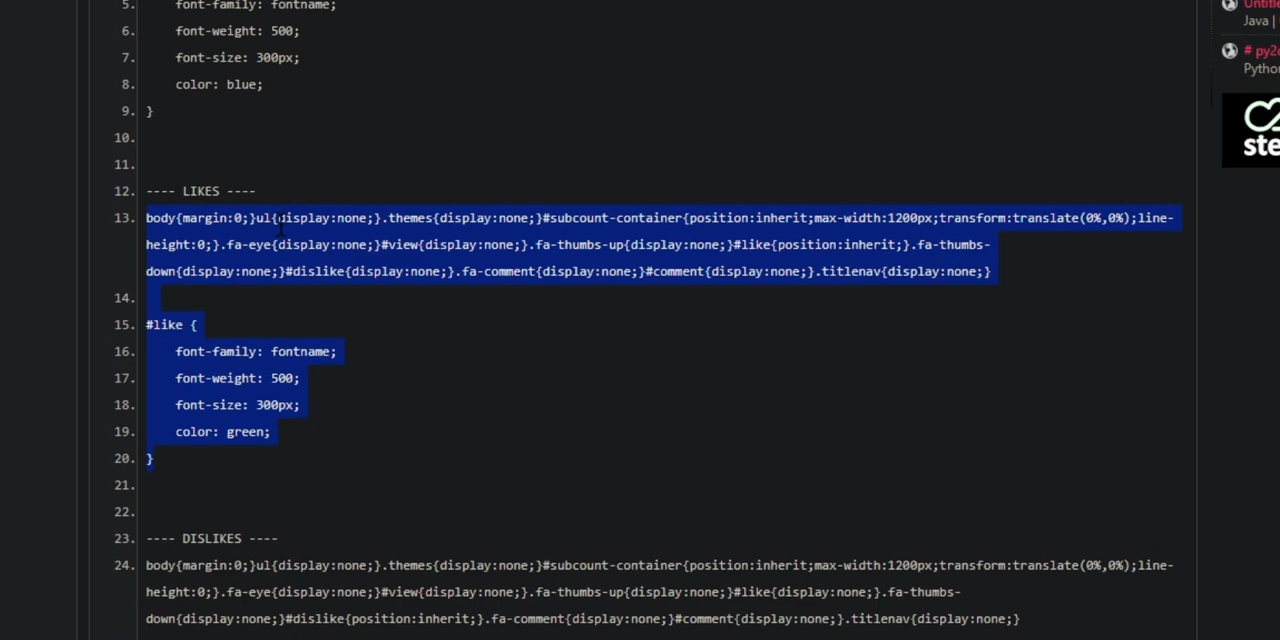 5. font-family: fontname;
6. font-weight: 500;
7. font-size: 300px;
8. color: blue;
9. }
10.
11.
12. ---- LIKES ----
13. body{margin:0;}ul{display:none;}.themes{display:none;}#subcount-container{position:inherit;max-width:1200px;transform:translate(0%,0%);line-
height:0;}.fa-eye{display:none;}#view{display:none;}.fa-thumbs-up{display:none;}#like{position:inherit;}.fa-thumbs-
down{display:none;}#dislike{display:none;}.fa-comment{display:none;}#comment{display:none;}.titlenav{display:none;}
14.
15. #like {
16. font-family: fontname;
17. font-weight: 500;
18. font-size: 300px;
19. color: green;
20. }
21.
22.
23. ---- DISLIKES ----
24. body{margin:0;}ul{display:none;}.themes{display:none;}#subcount-container{position:inherit;max-width:1200px;transform:translate(0%,0%);line-
height:0;}.fa-eye{display:none;}#view{display:none;}.fa-thumbs-up{display:none;}#like{display:none;}.fa-thumbs-
down{display:none;}#dislike{position:inherit;}.fa-comment{display:none;}#comment{display:none;}.titlenav{display:none;}
Untitle
Java |
# py2
Pytho
ste